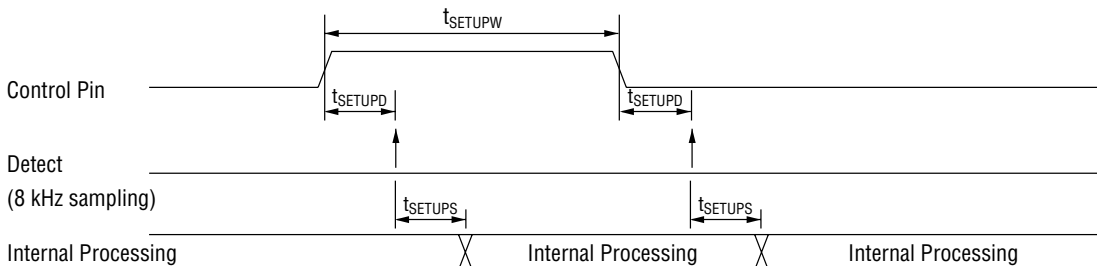 tSETUPW
Control Pin
tSETUPD tSETUPD
Detect
(8 kHz sampling)
tSETUPS tSETUPS
Internal Processing Internal Processing Internal Processing